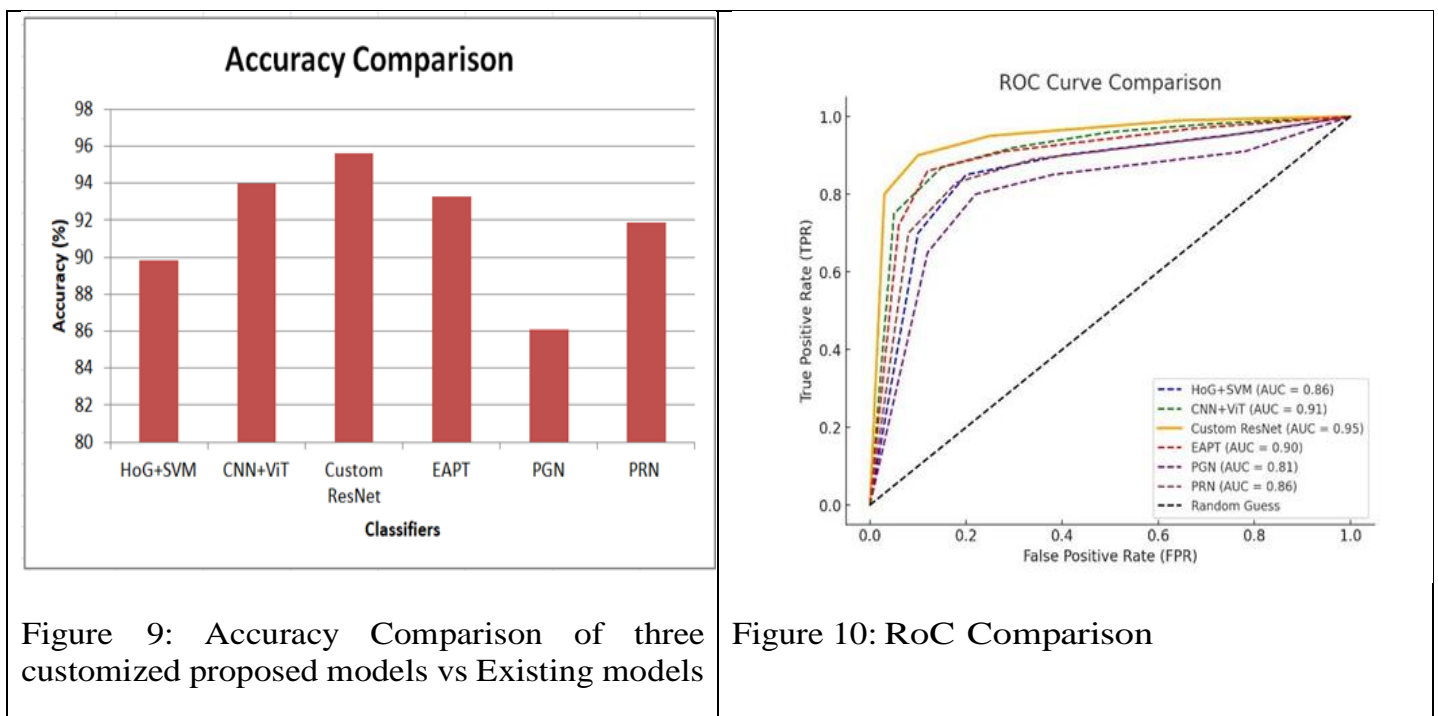 Accuracy Comparison
98
96
94
92
90
88
86
84
82
80
Accuracy (%)
HoG+SVM CNN+ViT Custom ResNet EAPT PGN PRN
Classifiers
Figure 9: Accuracy Comparison of three
customized proposed models vs Existing models
ROC Curve Comparison
1.0
0.8
0.6
0.4
0.2
0.0
True Positive Rate (TPR)
HoG+SVM (AUC = 0.86)
CNN+ViT (AUC = 0.91)
Custom ResNet (AUC = 0.95)
EAPT (AUC = 0.90)
PGN (AUC = 0.81)
PRN (AUC = 0.86)
Random Guess
0.0 0.2 0.4 0.6 0.8 1.0
False Positive Rate (FPR)
Figure 10: RoC Comparison